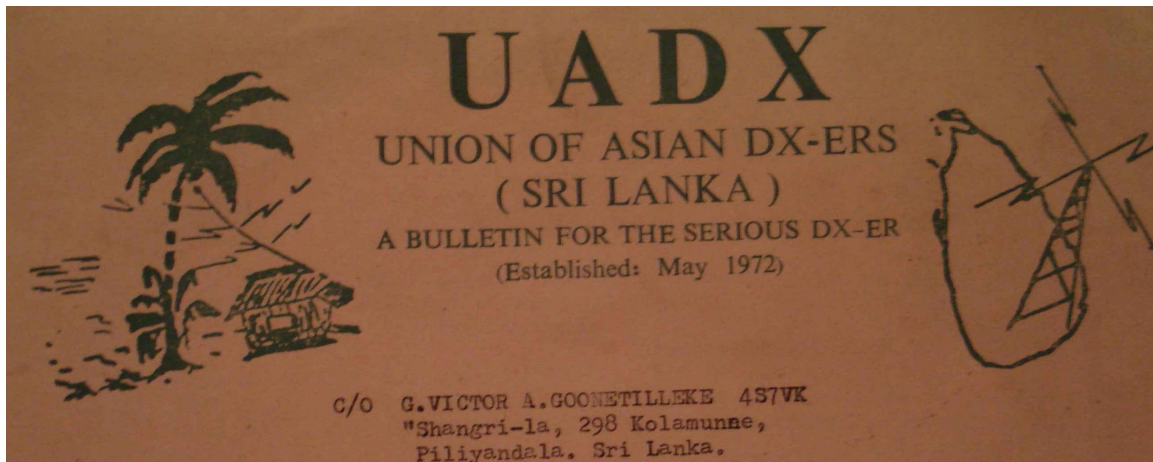 UADX
UNION OF ASIAN DX-ERS
( SRI LANKA )
A BULLETIN FOR THE SERIOUS DX-ER
(Established: May 1972)
C/O G.VICTOR A.GOONETILLEKE 4S7VK
"Shangri-la, 298 Kolamunne,
Piliyandala. Sri Lanka.